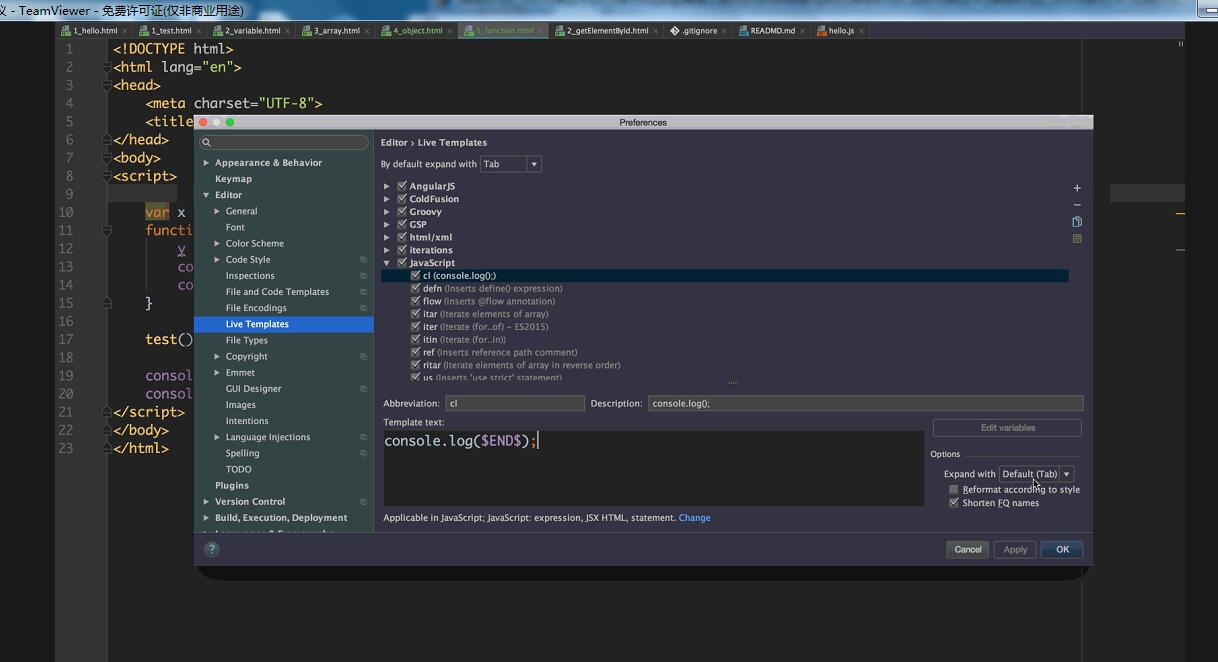 义 - TeamViewer - 免费许可证(仅非商业用途)
1_hello.html 1_test.html 2_variable.html 3_array.html 4_object.html 5_function.html 2_getElementById.html .gitignore READMD.md hello.js
1 <!DOCTYPE html>
2 <html lang="en">
3 <head>
4 <meta charset="UTF-8">
5 <title
6 </head>
7 <body>
8 <script>
9
10 var x
11 functi
12 y
13 co
14 co
15 }
16
17 test()
18
19 consol
20 consol
21 </script>
22 </body>
23 </html>
Preferences
Appearance & Behavior
Keymap
Editor
General
Font
Color Scheme
Code Style
Inspections
File and Code Templates
File Encodings
Live Templates
File Types
Copyright
Emmet
GUI Designer
Images
Intentions
Language Injections
Spelling
TODO
Plugins
Version Control
Build, Execution, Deployment
Editor › Live Templates
By default expand with Tab
AngularJS
ColdFusion
Groovy
GSP
html/xml
iterations
JavaScript
cl (console.log();)
defn (Inserts define() expression)
flow (Inserts @flow annotation)
itar (Iterate elements of array)
iter (Iterate (for..of) – ES2015)
itin (Iterate (for..in))
ref (Inserts reference path comment)
ritar (Iterate elements of array in reverse order)
us (Inserts 'use strict' statement)
Abbreviation: cl Description: console.log();
Template text:
console.log($END$);
Edit variables
Options
Expand with Default (Tab)
Reformat according to style
Shorten FQ names
Applicable in JavaScript; JavaScript: expression, JSX HTML, statement. Change
? Cancel Apply OK